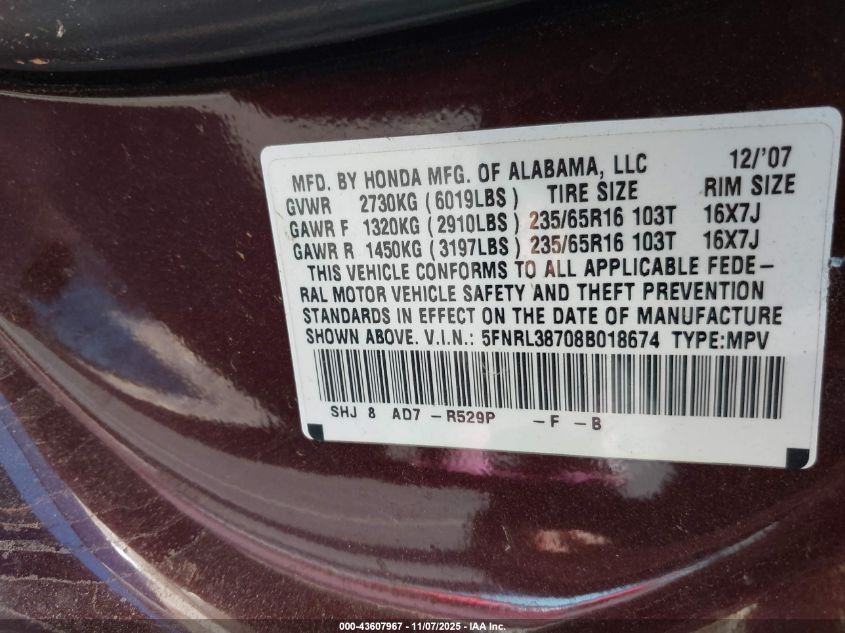 MFD. BY HONDA MFG. OF ALABAMA, LLC 12/'07
GVWR 2730KG (6019LBS) TIRE SIZE RIM SIZE
GAWR F 1320KG (2910LBS) 235/65R16 103T 16X7J
GAWR R 1450KG (3197LBS) 235/65R16 103T 16X7J
THIS VEHICLE CONFORMS TO ALL APPLICABLE FEDE-
RAL MOTOR VEHICLE SAFETY AND THEFT PREVENTION
STANDARDS IN EFFECT ON THE DATE OF MANUFACTURE
SHOWN ABOVE. V.I.N.: 5FNRL38708B018674 TYPE:MPV
SHJ 8 AD7 -R529P -F -B
000-43607967 - 11/07/2025 - IAA Inc.